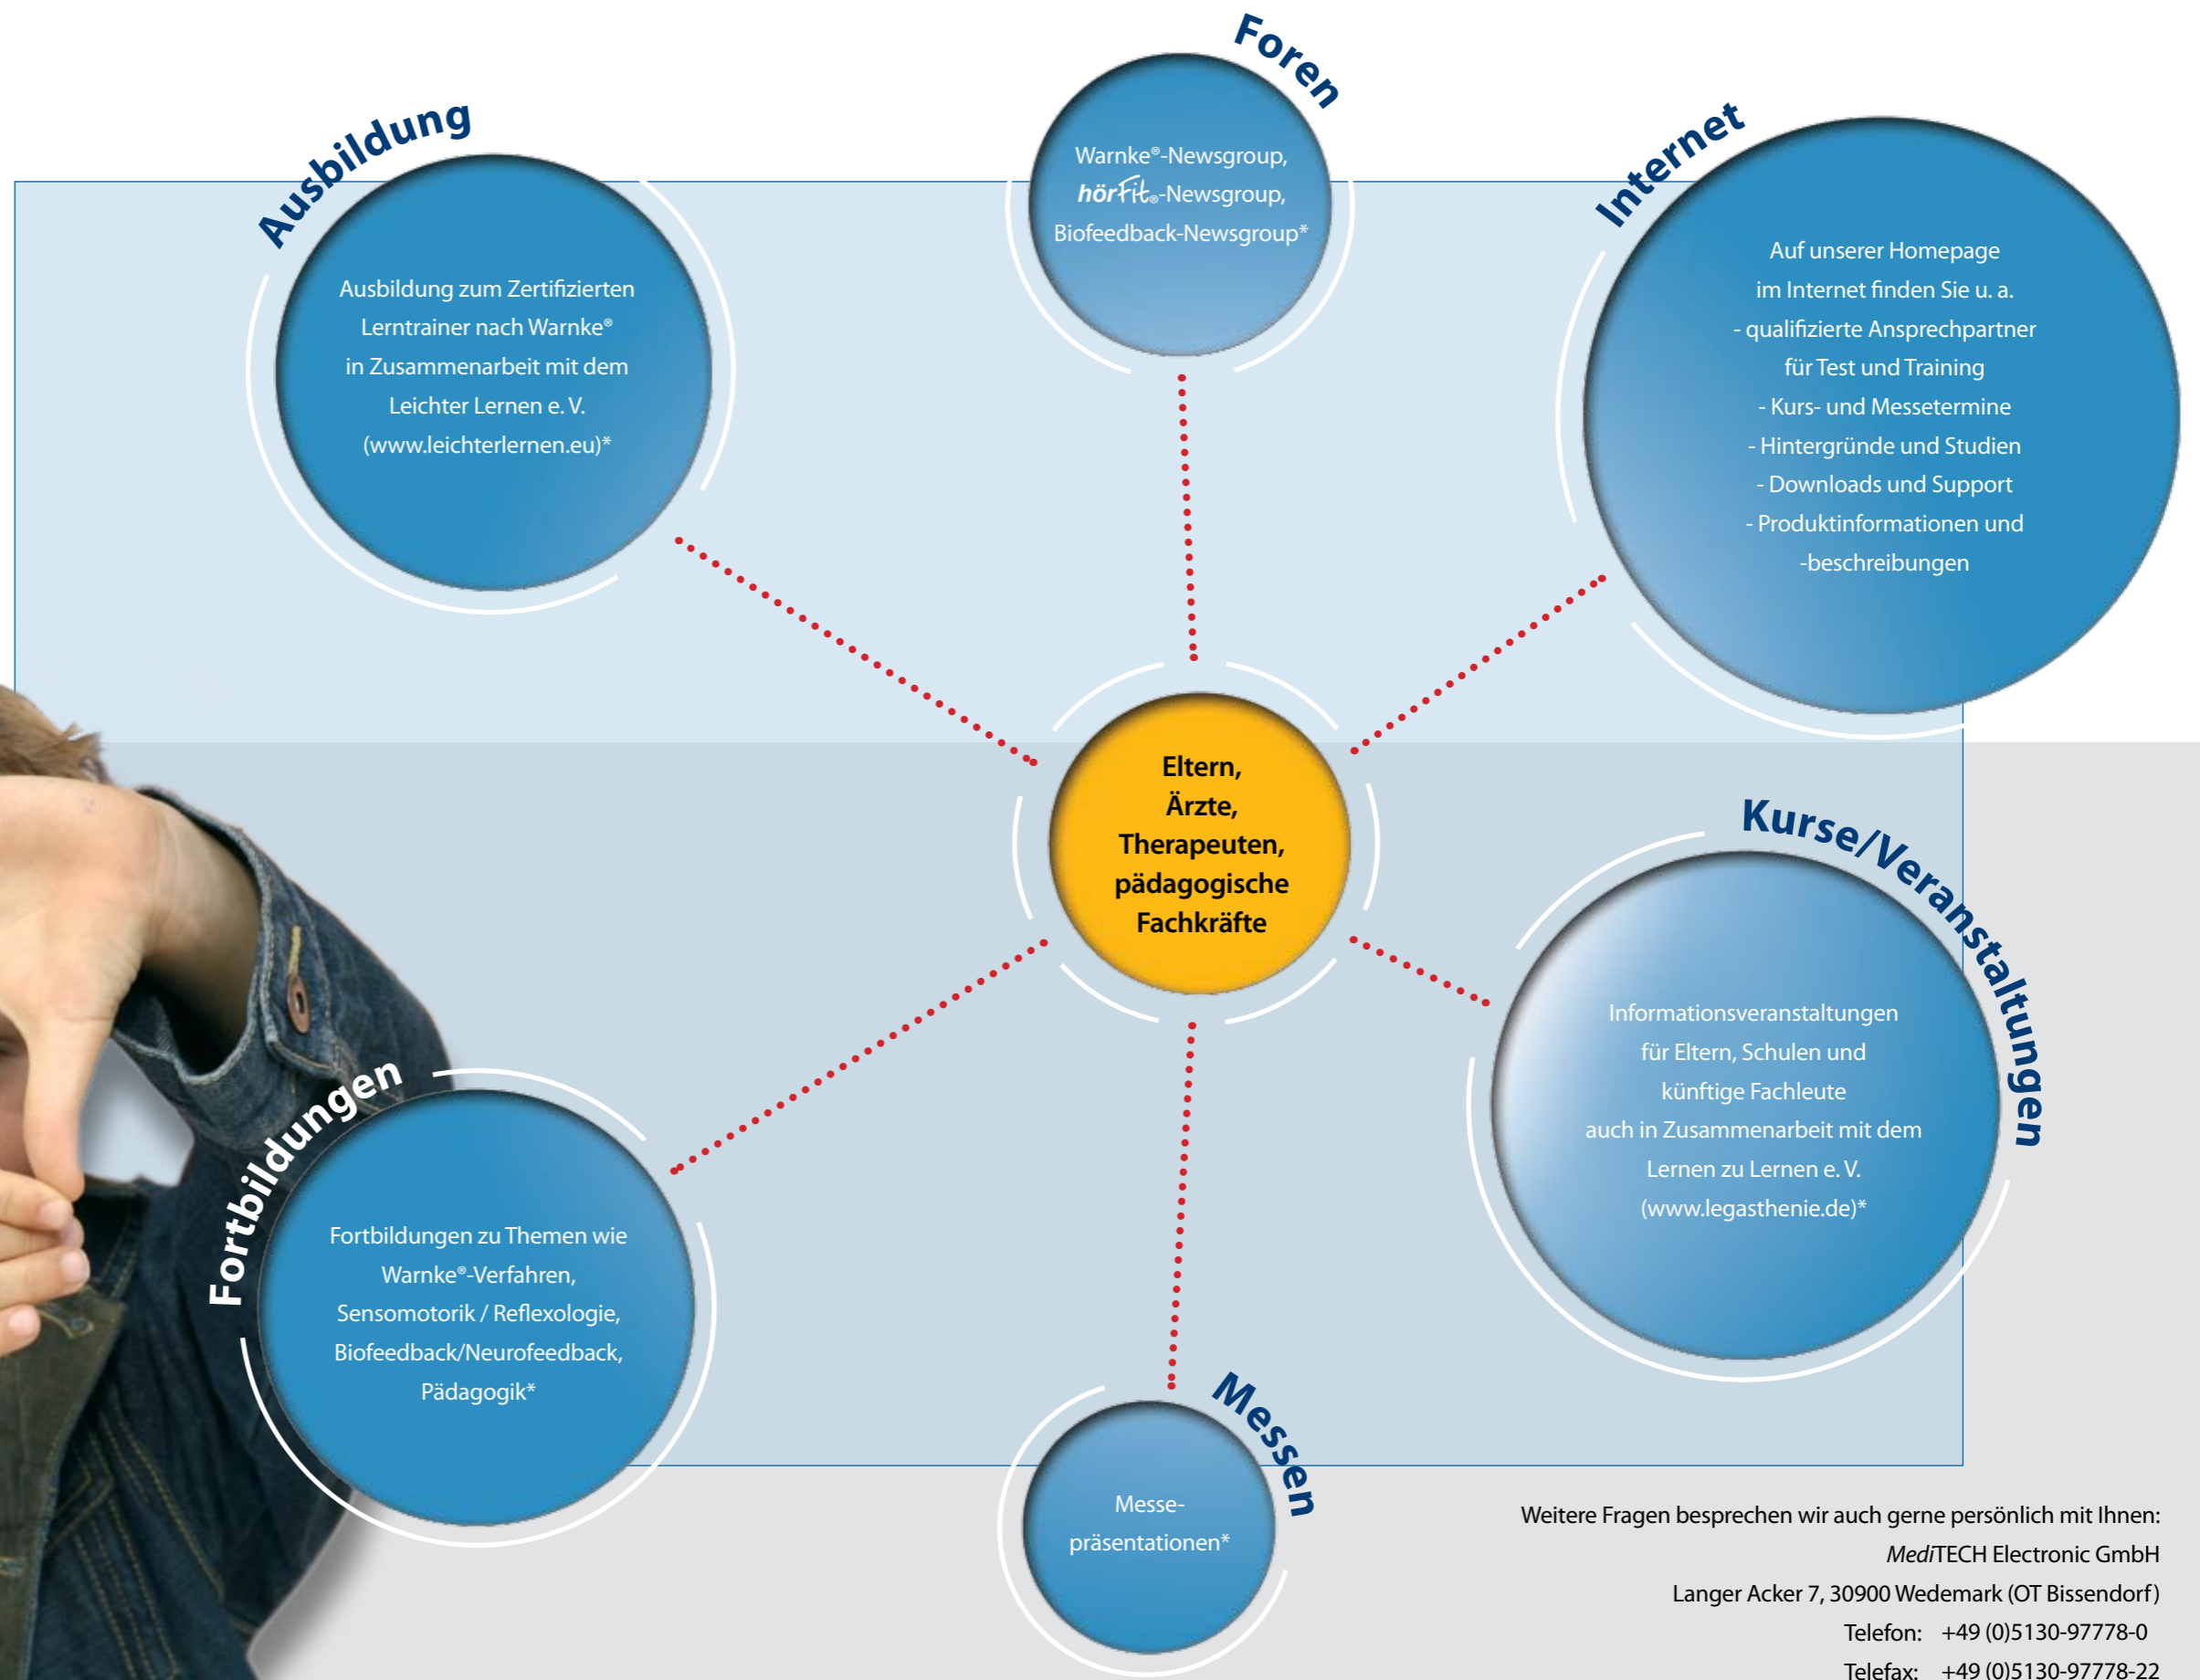 Foren
Warnke®-Newsgroup,
hörFit®-Newsgroup,
Biofeedback-Newsgroup*
Ausbildung
Ausbildung zum Zertifizierten
Lerntrainer nach Warnke®
in Zusammenarbeit mit dem
Leichter Lernen e. V.
(www.leichterlernen.eu)*
Internet
Auf unserer Homepage
im Internet finden Sie u. a.
- qualifizierte Ansprechpartner
für Test und Training
- Kurs- und Messetermine
- Hintergründe und Studien
- Downloads und Support
- Produktinformationen und
-beschreibungen
Eltern,
Ärzte,
Therapeuten,
pädagogische
Fachkräfte
Kurse/Veranstaltungen
Informationsveranstaltungen
für Eltern, Schulen und
künftige Fachleute
auch in Zusammenarbeit mit dem
Lernen zu Lernen e. V.
(www.legasthenie.de)*
Fortbildungen
Fortbildungen zu Themen wie
Warnke®-Verfahren,
Sensomotorik / Reflexologie,
Biofeedback/Neurofeedback,
Pädagogik*
Messen
Messe-
präsentationen*
Weitere Fragen besprechen wir auch gerne persönlich mit Ihnen:
MediTECH Electronic GmbH
Langer Acker 7, 30900 Wedemark (OT Bissendorf)
Telefon: +49 (0)5130-97778-0
Telefax: +49 (0)5130-97778-22